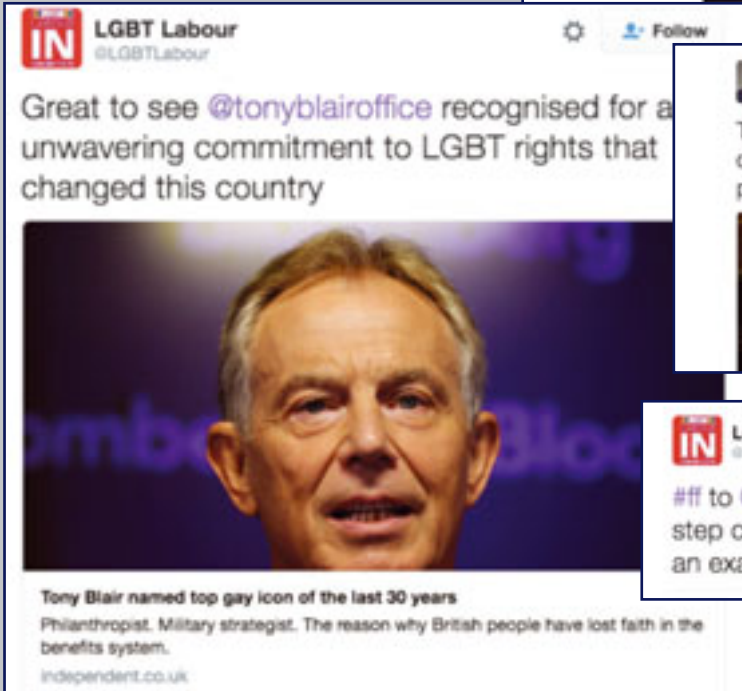 IN LGBT Labour
@LGBTLabour
Follow
Great to see @tonyblairoffice recognised for a
unwavering commitment to LGBT rights that
changed this country
Tony Blair named top gay icon of the last 30 years
Philanthropist. Military strategist. The reason why British people have lost faith in the
benefits system.
independent.co.uk
IN
#ff to
step
an